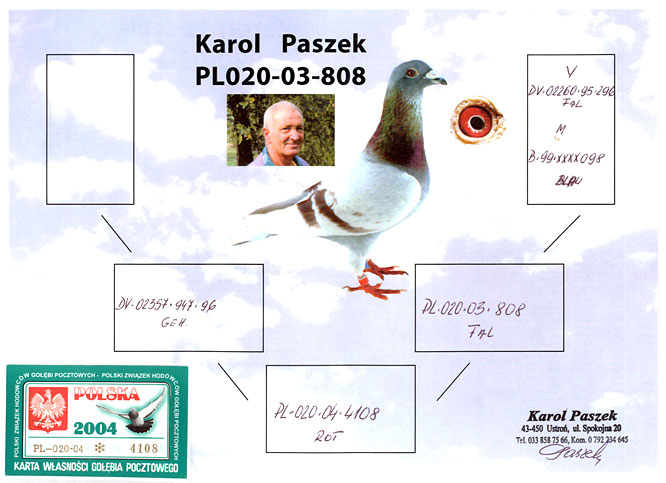 Karol Paszek
PL020-03-808
V
DV-02260-95-296
FAL
M
B-99-XXXX098
DV-02357-947-96
GEH.
PL-020-03-808
FAL
PL-020-04-4108
ROT
POLSKI ZWIĄZEK HODOWCÓW GOŁĘBI POCZTOWYCH - POLSKI ZWIĄZEK HODOWCÓW GOŁĘBI POCZTOWYCH
POLSKA
2004
PL-020-04 * 4108
KARTA WŁASNOŚCI GOŁĘBIA POCZTOWEGO
Karol Paszek
43-450 Ustroń, ul. Spokojna 20
Tel. 033 858 75 66, Kom. 0 792 234 645
Paszek